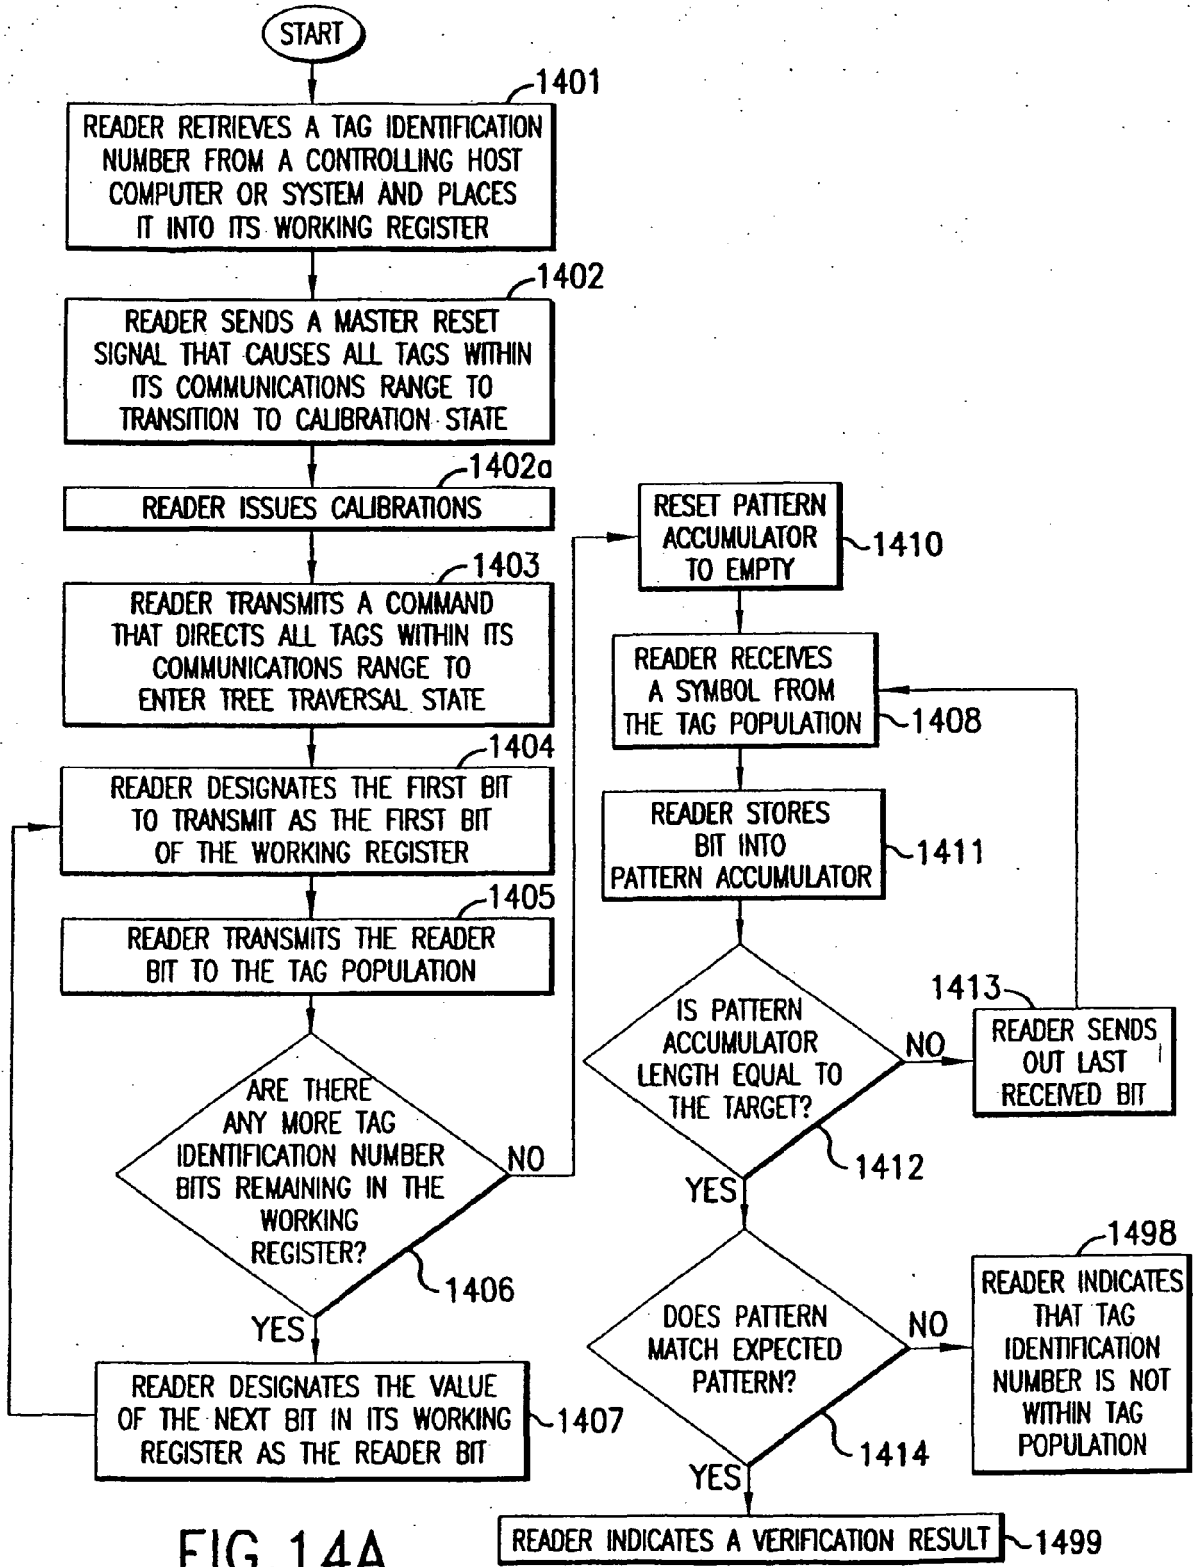 START
1401
READER RETRIEVES A TAG IDENTIFICATION
NUMBER FROM A CONTROLLING HOST
COMPUTER OR SYSTEM AND PLACES
IT INTO ITS WORKING REGISTER
1402
READER SENDS A MASTER RESET
SIGNAL THAT CAUSES ALL TAGS WITHIN
ITS COMMUNICATIONS RANGE TO
TRANSITION TO CALIBRATION STATE
1402a
READER ISSUES CALIBRATIONS
1403
READER TRANSMITS A COMMAND
THAT DIRECTS ALL TAGS WITHIN ITS
COMMUNICATIONS RANGE TO
ENTER TREE TRAVERSAL STATE
1404
READER DESIGNATES THE FIRST BIT
TO TRANSMIT AS THE FIRST BIT
OF THE WORKING REGISTER
1405
READER TRANSMITS THE READER
BIT TO THE TAG POPULATION
ARE THERE
ANY MORE TAG
IDENTIFICATION NUMBER
BITS REMAINING IN THE
WORKING
REGISTER?
NO
1406
YES
READER DESIGNATES THE VALUE
OF THE NEXT BIT IN ITS WORKING
REGISTER AS THE READER BIT
1407
RESET PATTERN
ACCUMULATOR
TO EMPTY
1410
READER RECEIVES
A SYMBOL FROM
THE TAG POPULATION
1408
READER STORES
BIT INTO
PATTERN ACCUMULATOR
1411
IS PATTERN
ACCUMULATOR
LENGTH EQUAL TO
THE TARGET?
NO
1412
1413
READER SENDS
OUT LAST
RECEIVED BIT
YES
DOES PATTERN
MATCH EXPECTED
PATTERN?
NO
1414
1498
READER INDICATES
THAT TAG
IDENTIFICATION
NUMBER IS NOT
WITHIN TAG
POPULATION
YES
READER INDICATES A VERIFICATION RESULT
1499
FIG. 14A